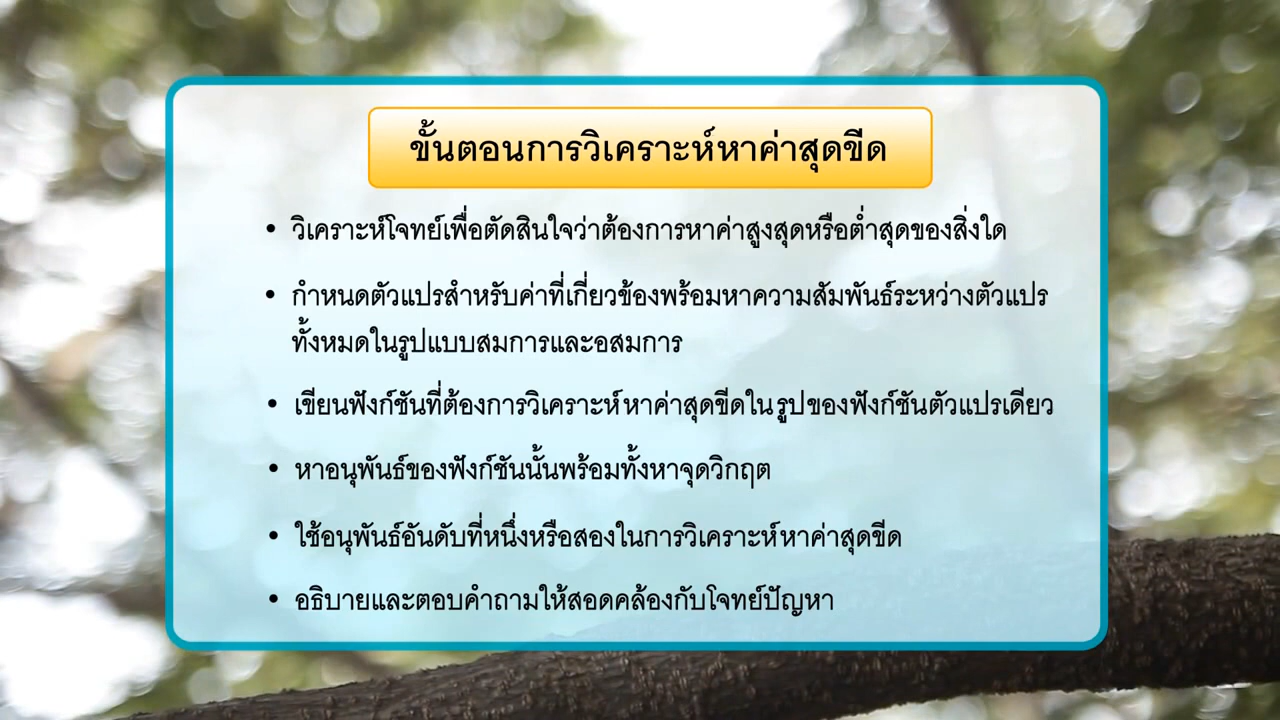 ขั้นตอนการวิเคราะห์หาค่าสุดขีด
• วิเคราะห์โจทย์เพื่อตัดสินใจว่าต้องการหาค่าสูงสุดหรือต่ำสุดของสิ่งใด
• กำหนดตัวแปรสำหรับค่าที่เกี่ยวข้องพร้อมหาความสัมพันธ์ระหว่างตัวแปร
ทั้งหมดในรูปแบบสมการและอสมการ
• เขียนฟังก์ชันที่ต้องการวิเคราะห์หาค่าสุดขีดในรูปของฟังก์ชันตัวแปรเดียว
• หาอนุพันธ์ของฟังก์ชันนั้นพร้อมทั้งหาจุดวิกฤต
• ใช้อนุพันธ์อันดับที่หนึ่งหรือสองในการวิเคราะห์หาค่าสุดขีด
• อธิบายและตอบคำถามให้สอดคล้องกับโจทย์ปัญหา